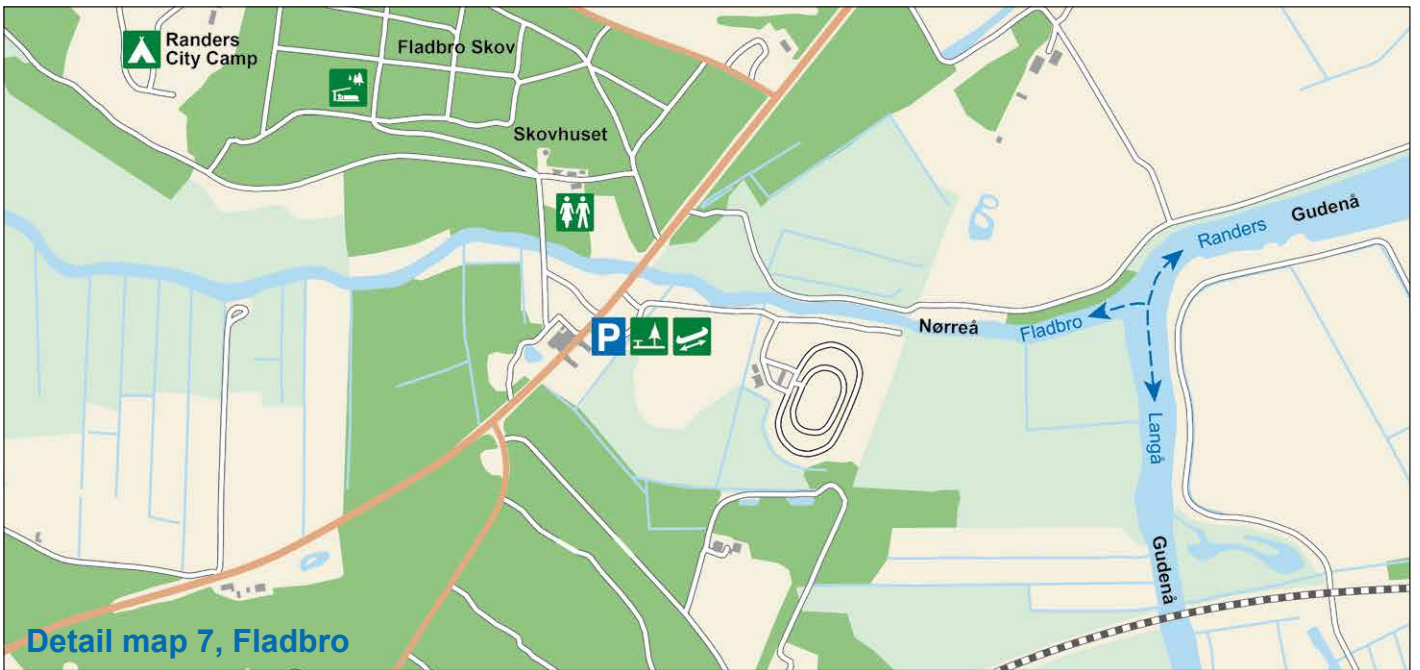 Randers
City Camp
Fladbro Skov
Skovhuset
Gudenå
Randers
P
Nørreå
Fladbro
Langå
Gudenå
Detail map 7, Fladbro